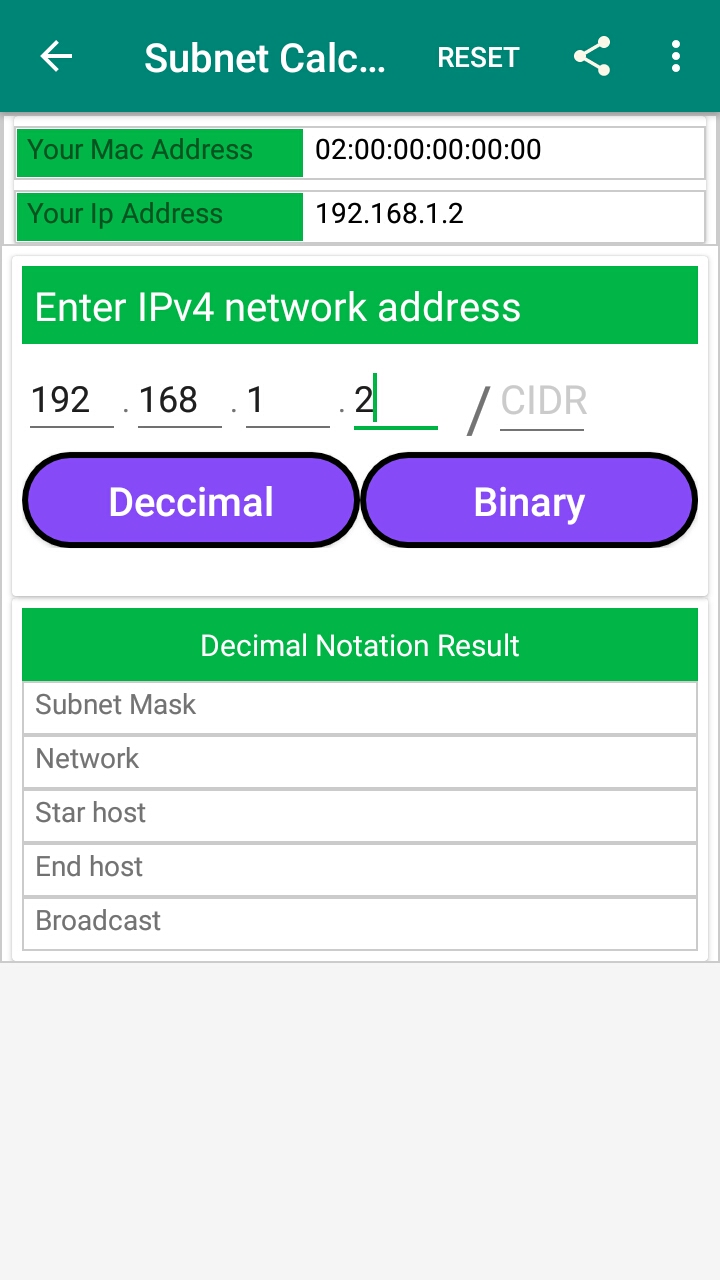 Subnet Calc... RESET
Your Mac Address 02:00:00:00:00:00
Your Ip Address 192.168.1.2
Enter IPv4 network address
192 . 168 . 1 . 2 / CIDR
Deccimal Binary
Decimal Notation Result
Subnet Mask
Network
Star host
End host
Broadcast